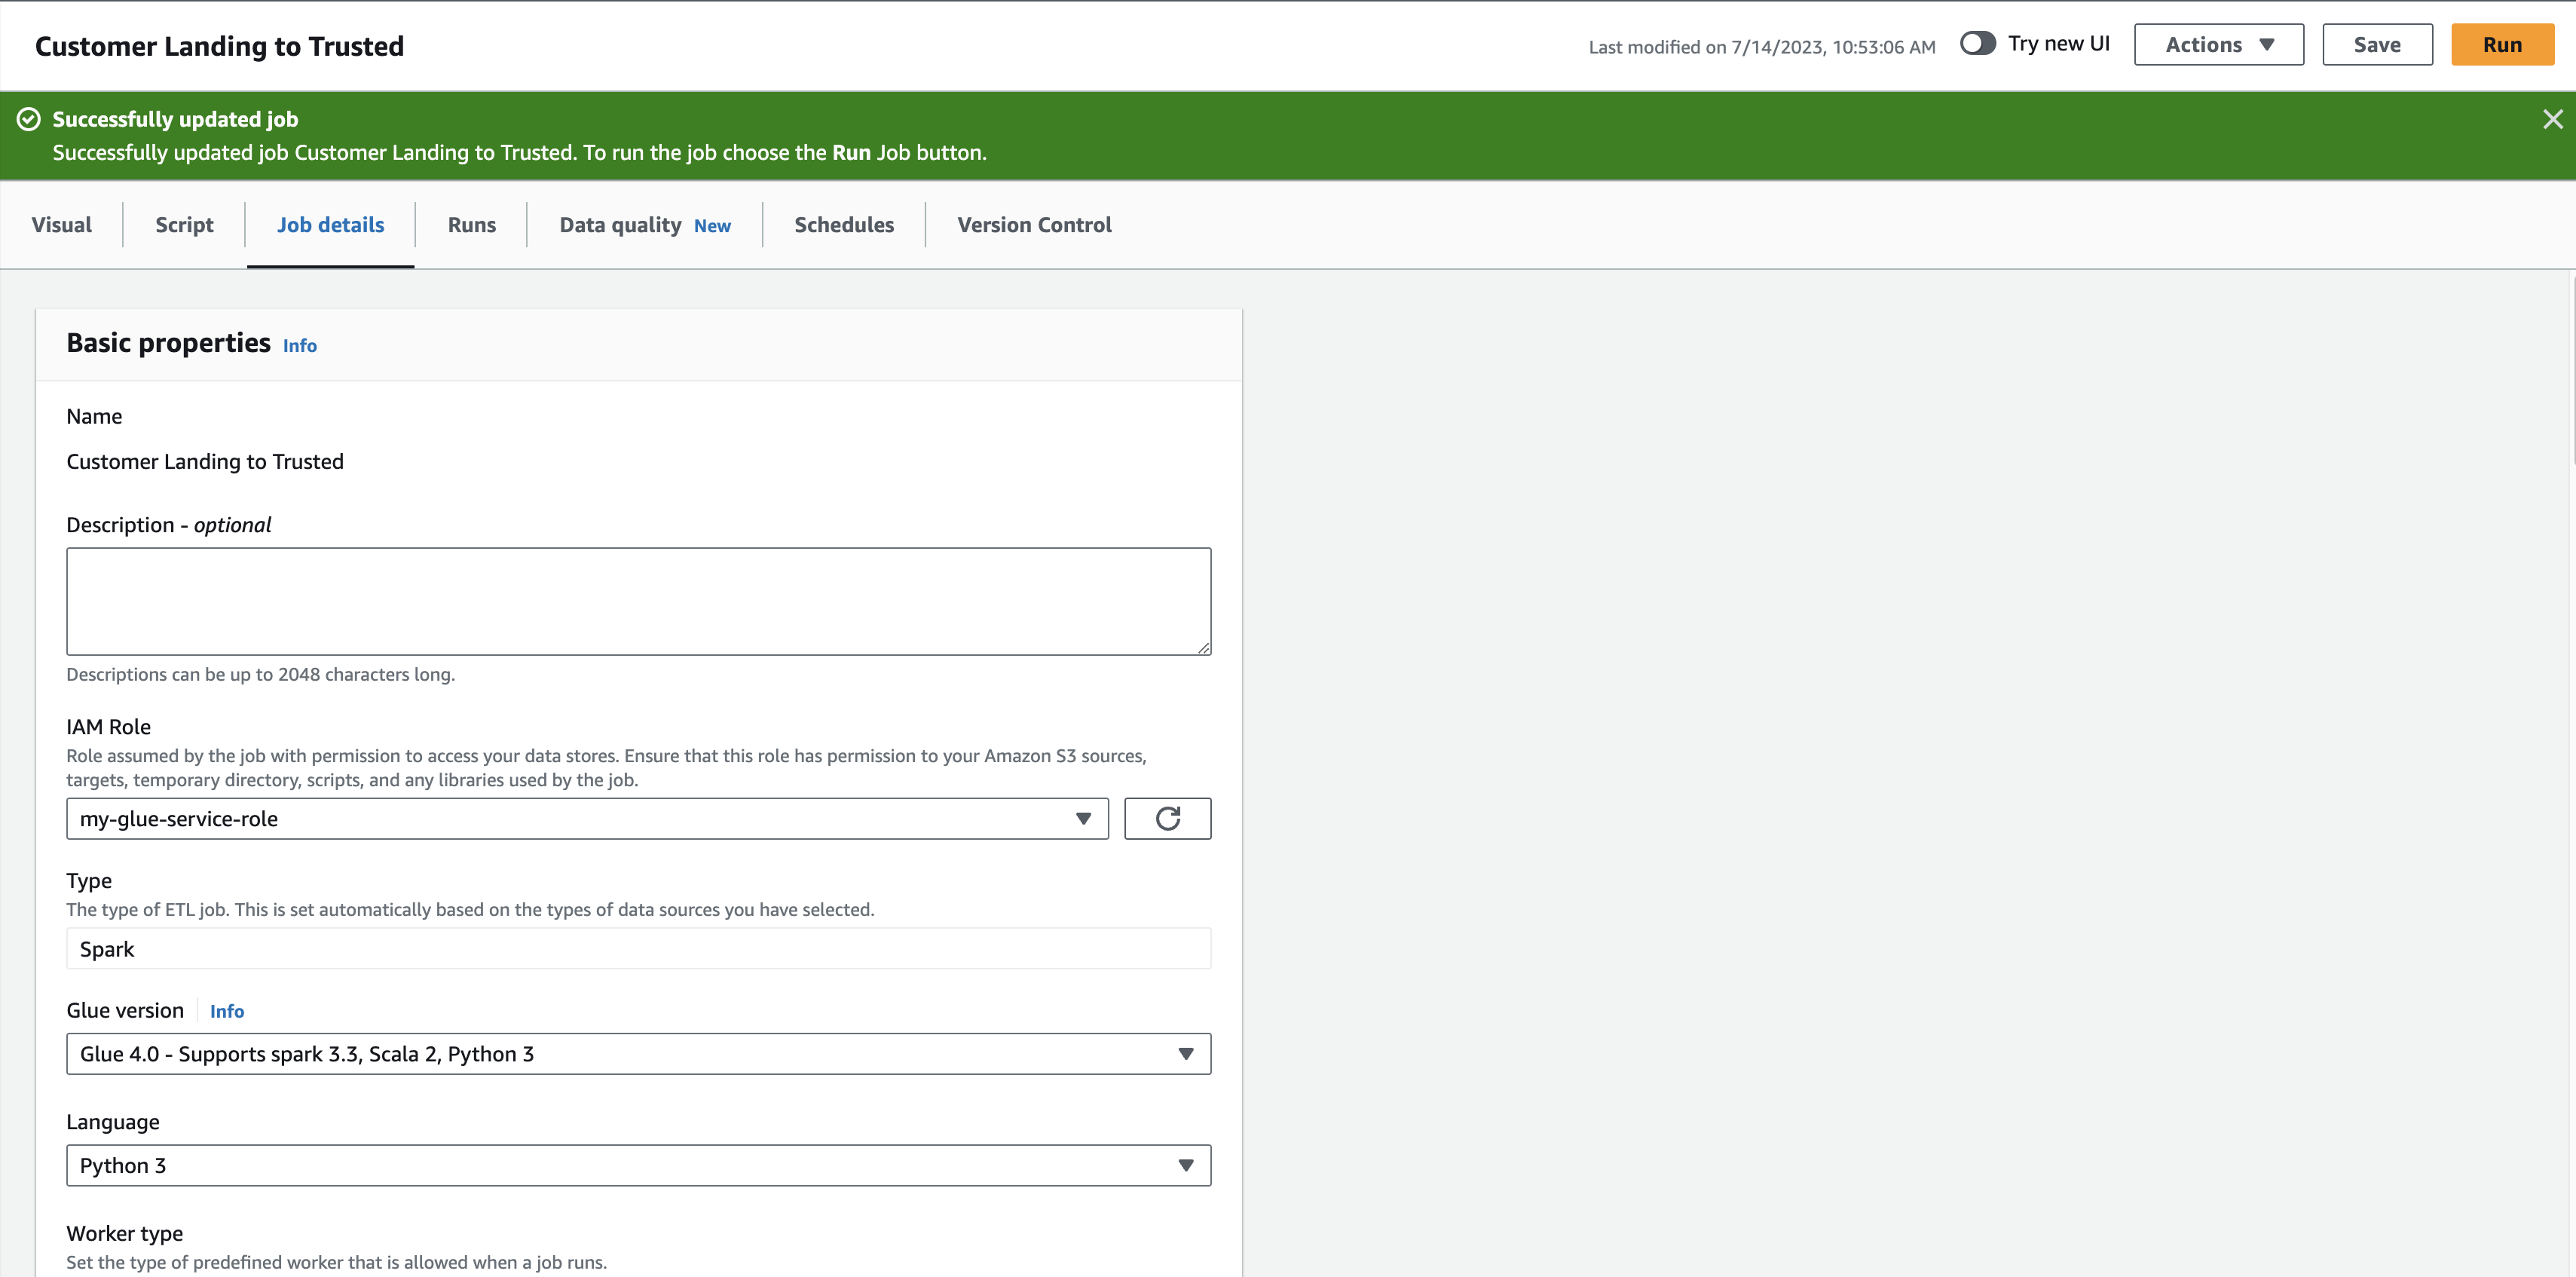 Customer Landing to Trusted
Last modified on 7/14/2023, 10:53:06 AM
Try new UI
Actions
Save
Run
Successfully updated job
Successfully updated job Customer Landing to Trusted. To run the job choose the Run Job button.
Visual
Script
Job details
Runs
Data quality New
Schedules
Version Control
Basic properties Info
Name
Customer Landing to Trusted
Description - optional
Descriptions can be up to 2048 characters long.
IAM Role
Role assumed by the job with permission to access your data stores. Ensure that this role has permission to your Amazon S3 sources,
targets, temporary directory, scripts, and any libraries used by the job.
my-glue-service-role
Type
The type of ETL job. This is set automatically based on the types of data sources you have selected.
Spark
Glue version Info
Glue 4.0 - Supports spark 3.3, Scala 2, Python 3
Language
Python 3
Worker type
Set the type of predefined worker that is allowed when a job runs.